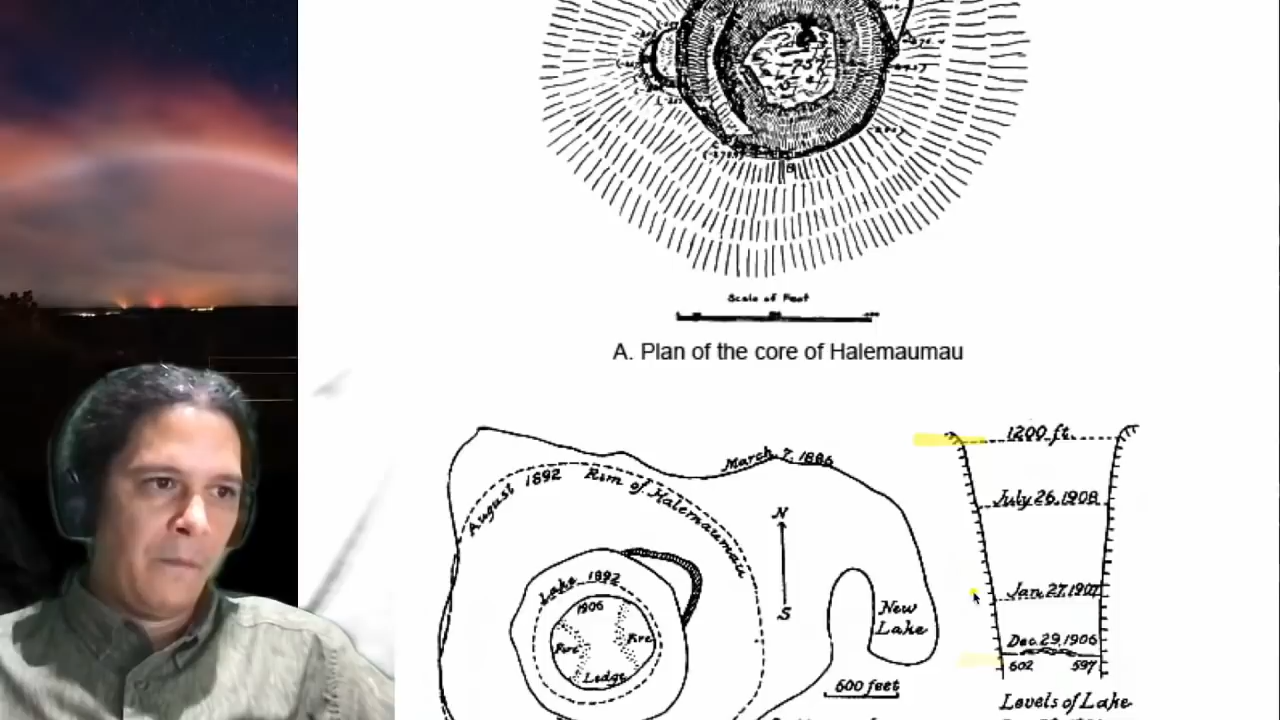 75
Scale of Feet
A. Plan of the core of Halemaumau
March 7, 1886
August 1892 Rim of Halemaumau
N
S
Lake 1892
1906
Fire
Fire
Ledge
New
Lake
600 feet
1200 ft.
July 26, 1908
Jan. 27, 1907
Dec. 29, 1906
602 597
Levels of Lake